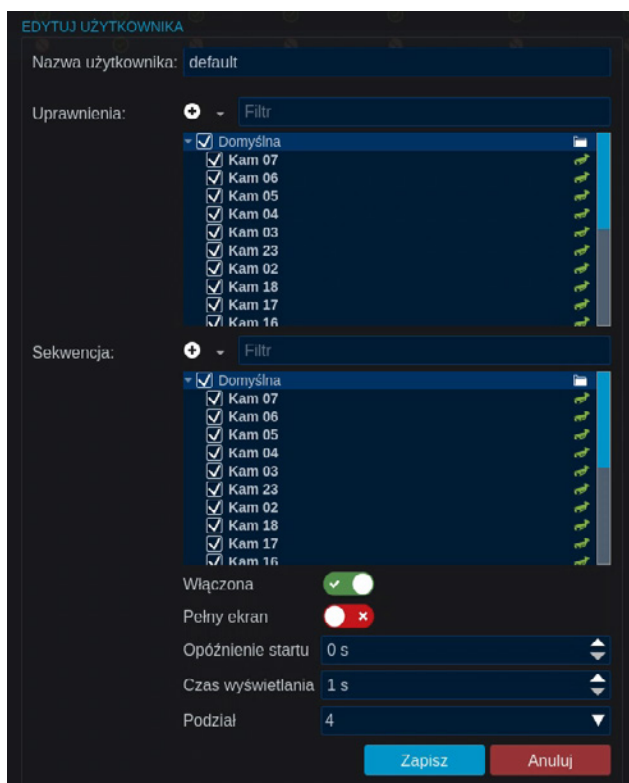 EDYTUJ UŻYTKOWNIKA
Nazwa użytkownika: default
Uprawnienia: Filtr
Domyślna
Kam 07
Kam 06
Kam 05
Kam 04
Kam 03
Kam 23
Kam 02
Kam 18
Kam 17
Kam 16
Sekwencja: Filtr
Domyślna
Kam 07
Kam 06
Kam 05
Kam 04
Kam 03
Kam 23
Kam 02
Kam 18
Kam 17
Kam 16
Włączona
Pełny ekran
Opóźnienie startu 0 s
Czas wyświetlania 1 s
Podział 4
Zapisz Anuluj